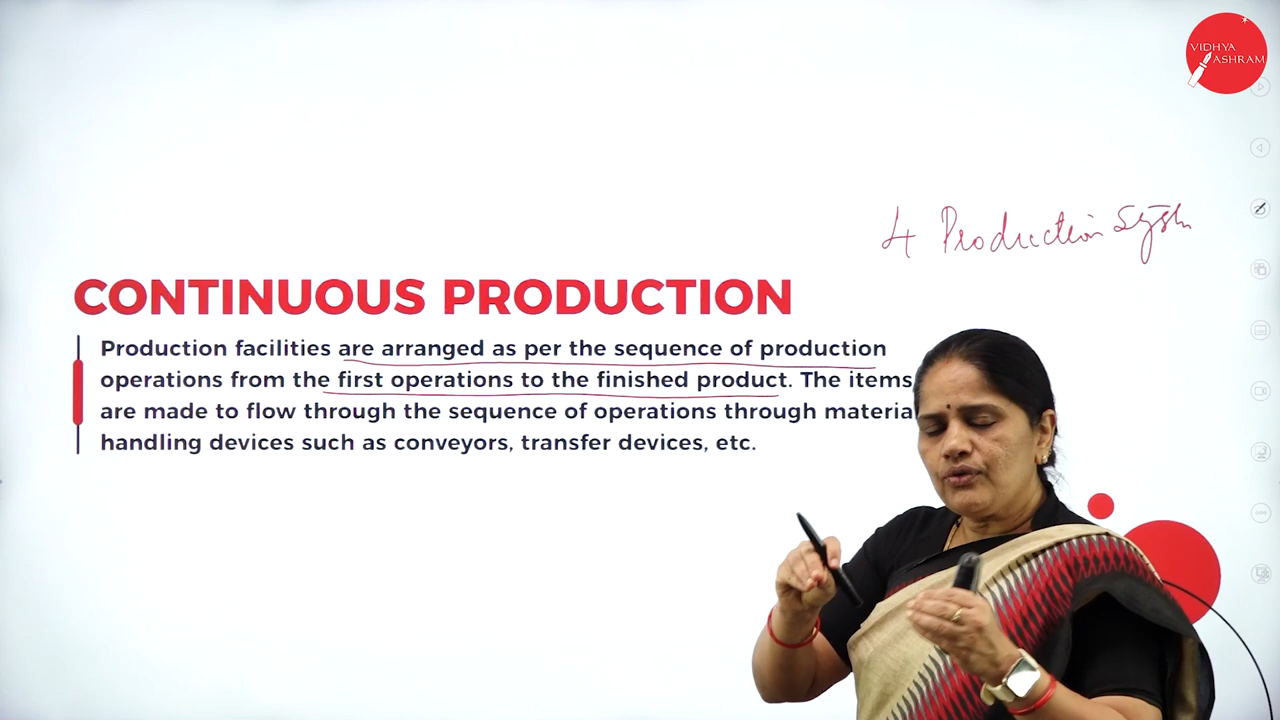 VIDHYA
ASHRAM
4 Production
CONTINUOUS PRODUCTION
Production facilities are arranged as per the sequence of production
operations from the first operations to the finished product. The items
are made to flow through the sequence of operations through materia
handling devices such as conveyors, transfer devices, etc.